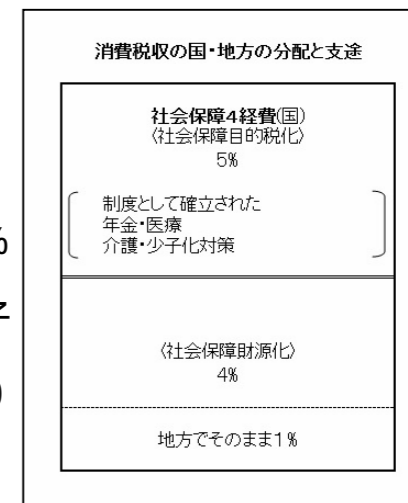 消費税収の国・地方の分配と支途
社会保障4経費(国)
〈社会保障目的税化〉
5%
制度として確立された
年金・医療
介護・少子化対策
〈社会保障財源化〉
4%
地方でそのまま1%
%
)